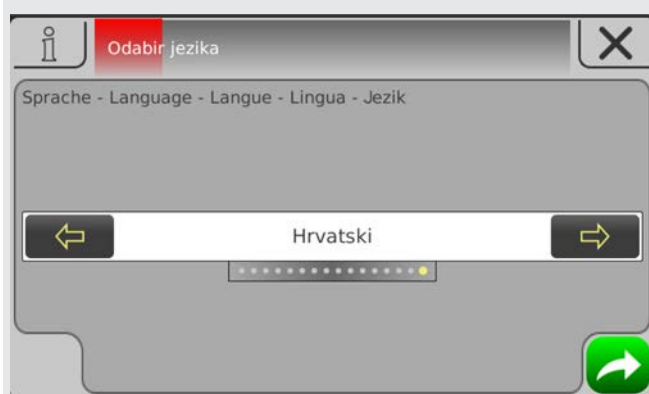 Odabir jezika
Sprache - Language - Langue - Lingua - Jezik
Hrvatski